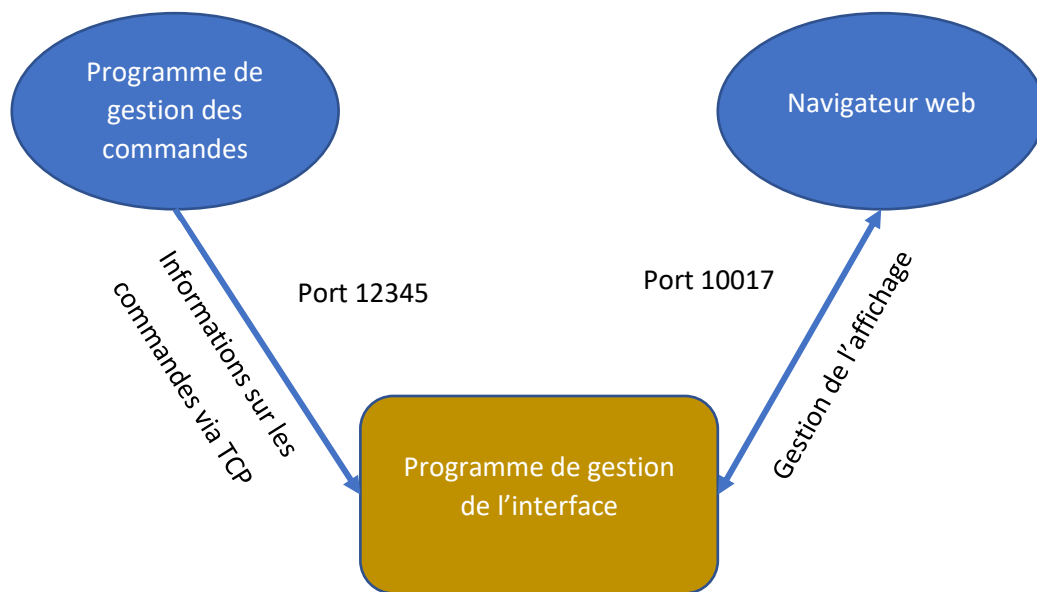 Programme de
gestion des
commandes
Navigateur web
Informations sur les
commandes via TCP
Port 12345
Port 10017
Gestion de l’affichage
Programme de gestion
de l’interface